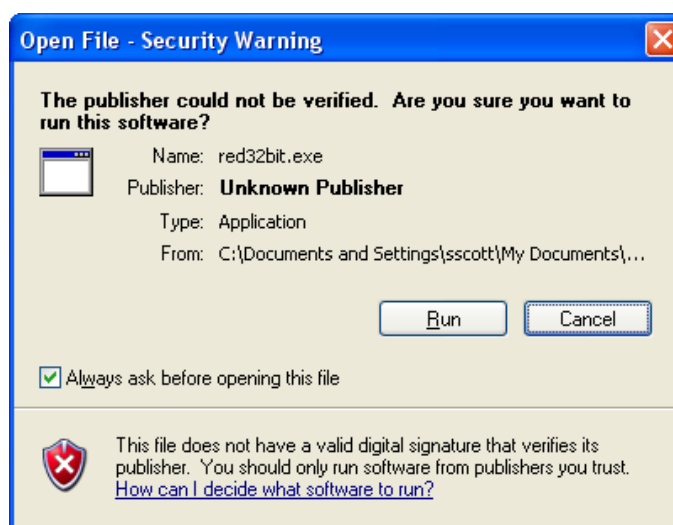 Open File - Security Warning
The publisher could not be verified.  Are you sure you want to
run this software?
Name: red32bit.exe
Publisher: Unknown Publisher
Type: Application
From: C:\Documents and Settings\sscott\My Documents\...
Run Cancel
Always ask before opening this file
This file does not have a valid digital signature that verifies its
publisher.  You should only run software from publishers you trust.
How can I decide what software to run?